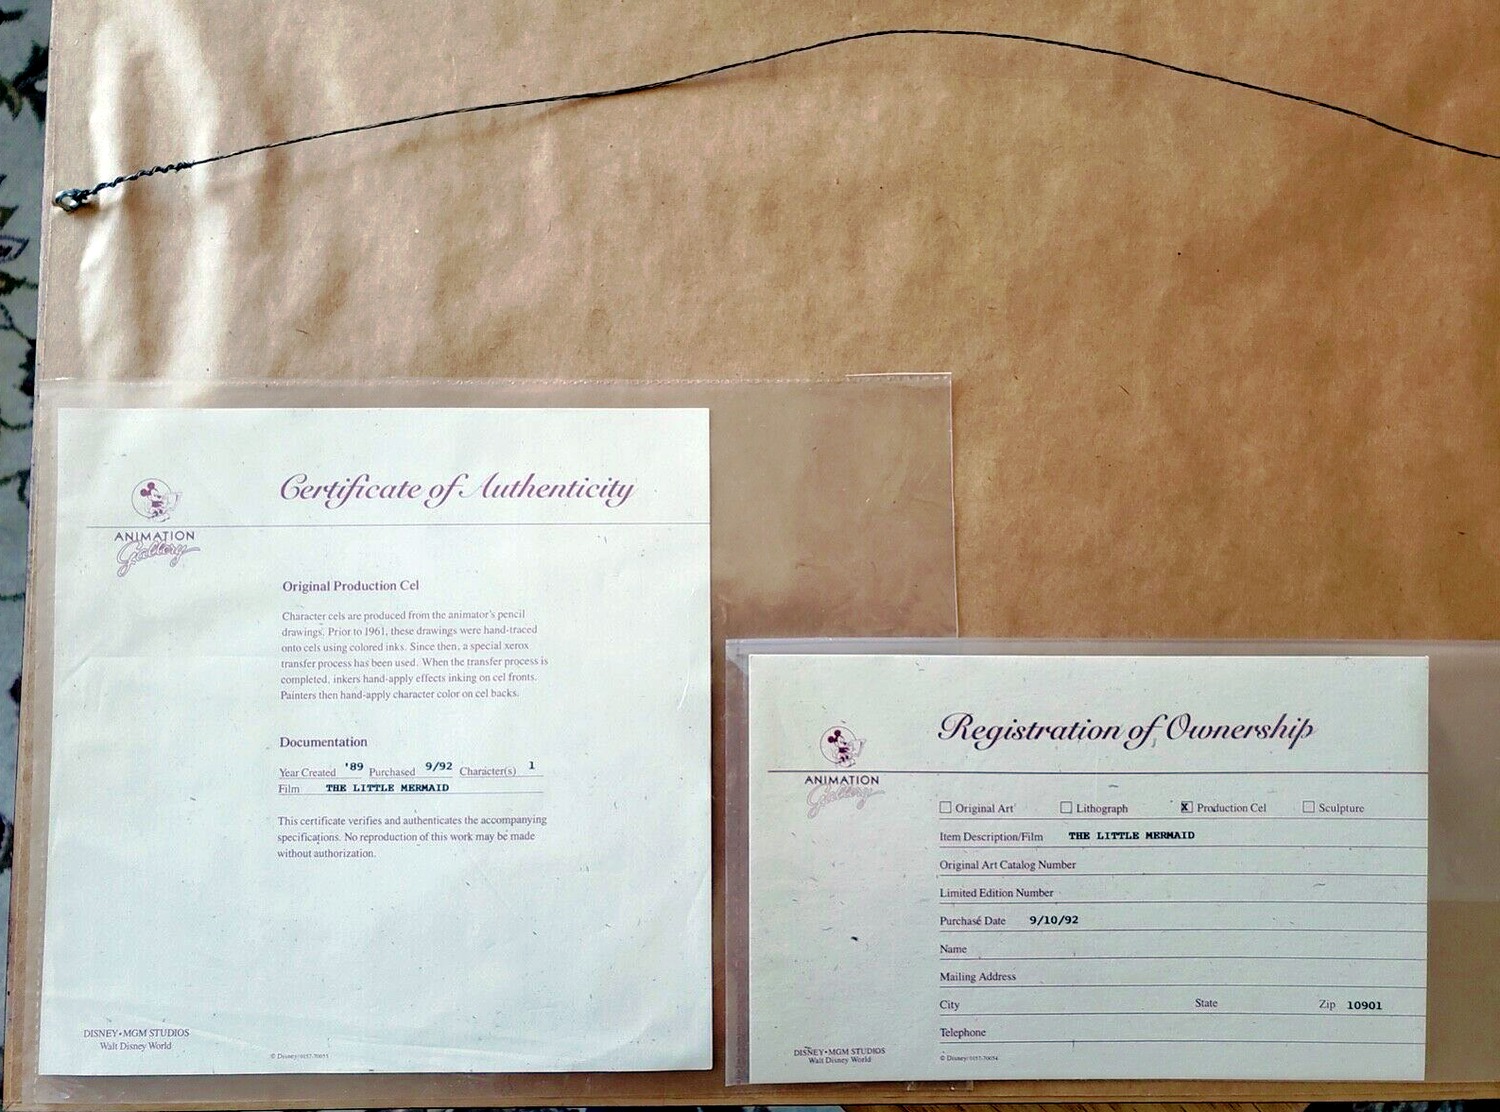 Certificate of Authenticity
ANIMATION
Gallery
Original Production Cel
Character cels are produced from the animator's pencil
drawings. Prior to 1961, these drawings were hand-traced
onto cels using colored inks. Since then, a special xerox
transfer process has been used. When the transfer process is
completed, inkers hand-apply effects inking on cel fronts.
Painters then hand-apply character color on cel backs.
Documentation
Year Created '89 Purchased 9/92 Character(s) 1
Film THE LITTLE MERMAID
This certificate verifies and authenticates the accompanying
specifications. No reproduction of this work may be made
without authorization.
DISNEY•MGM STUDIOS
Walt Disney World
© Disney
Registration of Ownership
ANIMATION
Gallery
Original Art Lithograph X Production Cel Sculpture
Item Description/Film THE LITTLE MERMAID
Original Art Catalog Number
Limited Edition Number
Purchase Date 9/10/92
Name
Mailing Address
City State Zip 10901
Telephone
DISNEY•MGM STUDIOS
Walt Disney World
© Disney